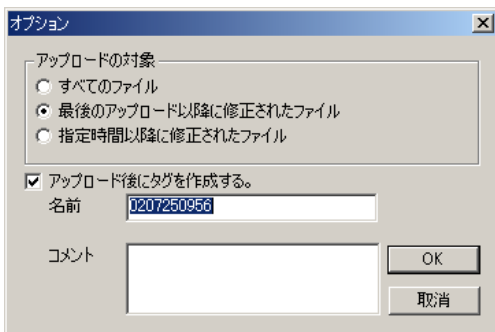 オプション
アップロードの対象
すべてのファイル
最後のアップロード以降に修正されたファイル
指定時間以降に修正されたファイル
アップロード後にタグを作成する。
名前
0207250956
コメント
OK
取消